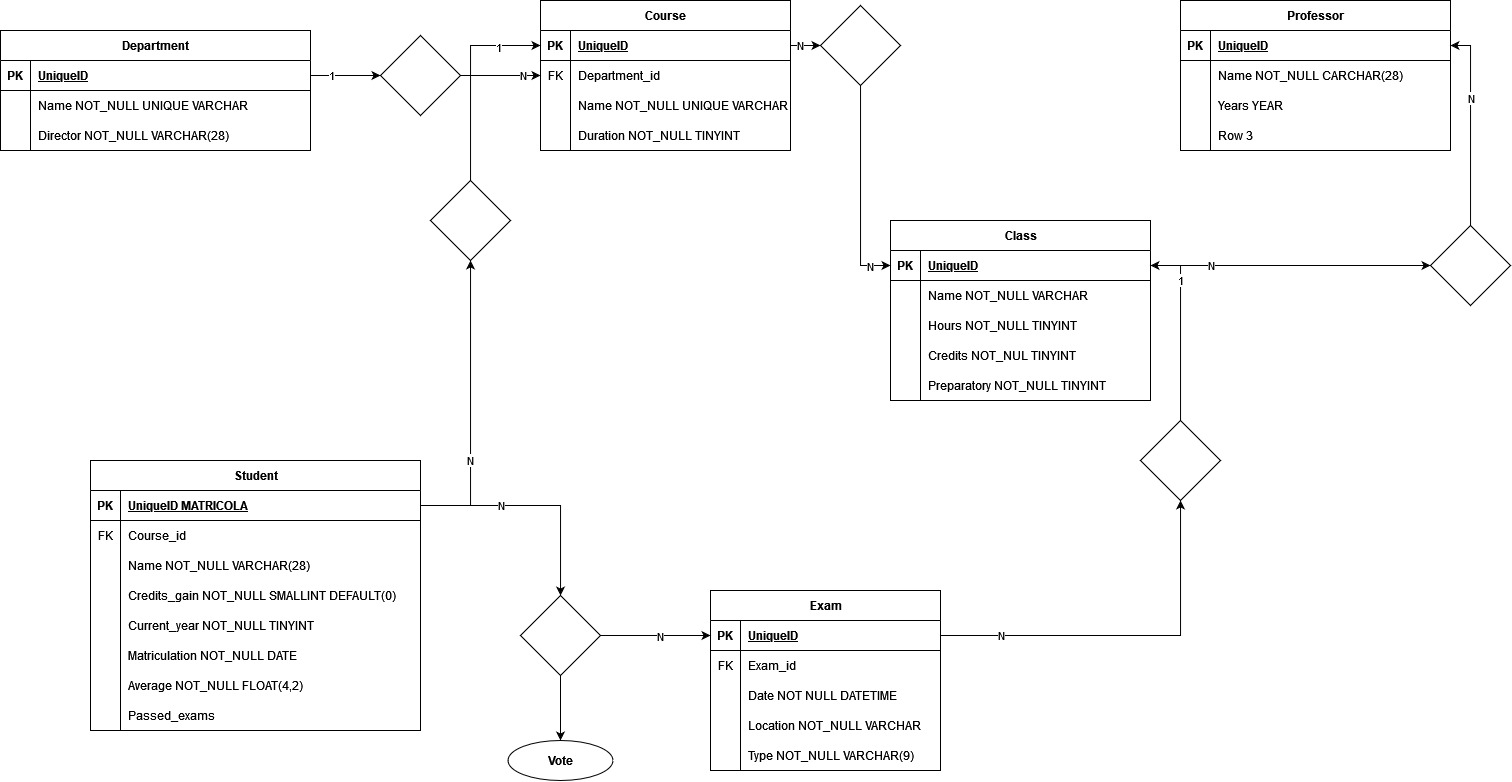 Department
PK UniqueID
Name NOT_NULL UNIQUE VARCHAR
Director NOT_NULL VARCHAR(28)
1
N
Course
PK UniqueID
FK Department_id
Name NOT_NULL UNIQUE VARCHAR
Duration NOT_NULL TINYINT
1
N
N
N
Professor
PK UniqueID
Name NOT_NULL CARCHAR(28)
Years YEAR
Row 3
N
Class
PK UniqueID
Name NOT_NULL VARCHAR
Hours NOT_NULL TINYINT
Credits NOT_NUL TINYINT
Preparatory NOT_NULL TINYINT
N
1
Student
PK UniqueID MATRICOLA
FK Course_id
Name NOT_NULL VARCHAR(28)
Credits_gain NOT_NULL SMALLINT DEFAULT(0)
Current_year NOT_NULL TINYINT
Matriculation NOT_NULL DATE
Average NOT_NULL FLOAT(4,2)
Passed_exams
N
N
Exam
PK UniqueID
FK Exam_id
Date NOT NULL DATETIME
Location NOT_NULL VARCHAR
Type NOT_NULL VARCHAR(9)
N
Vote